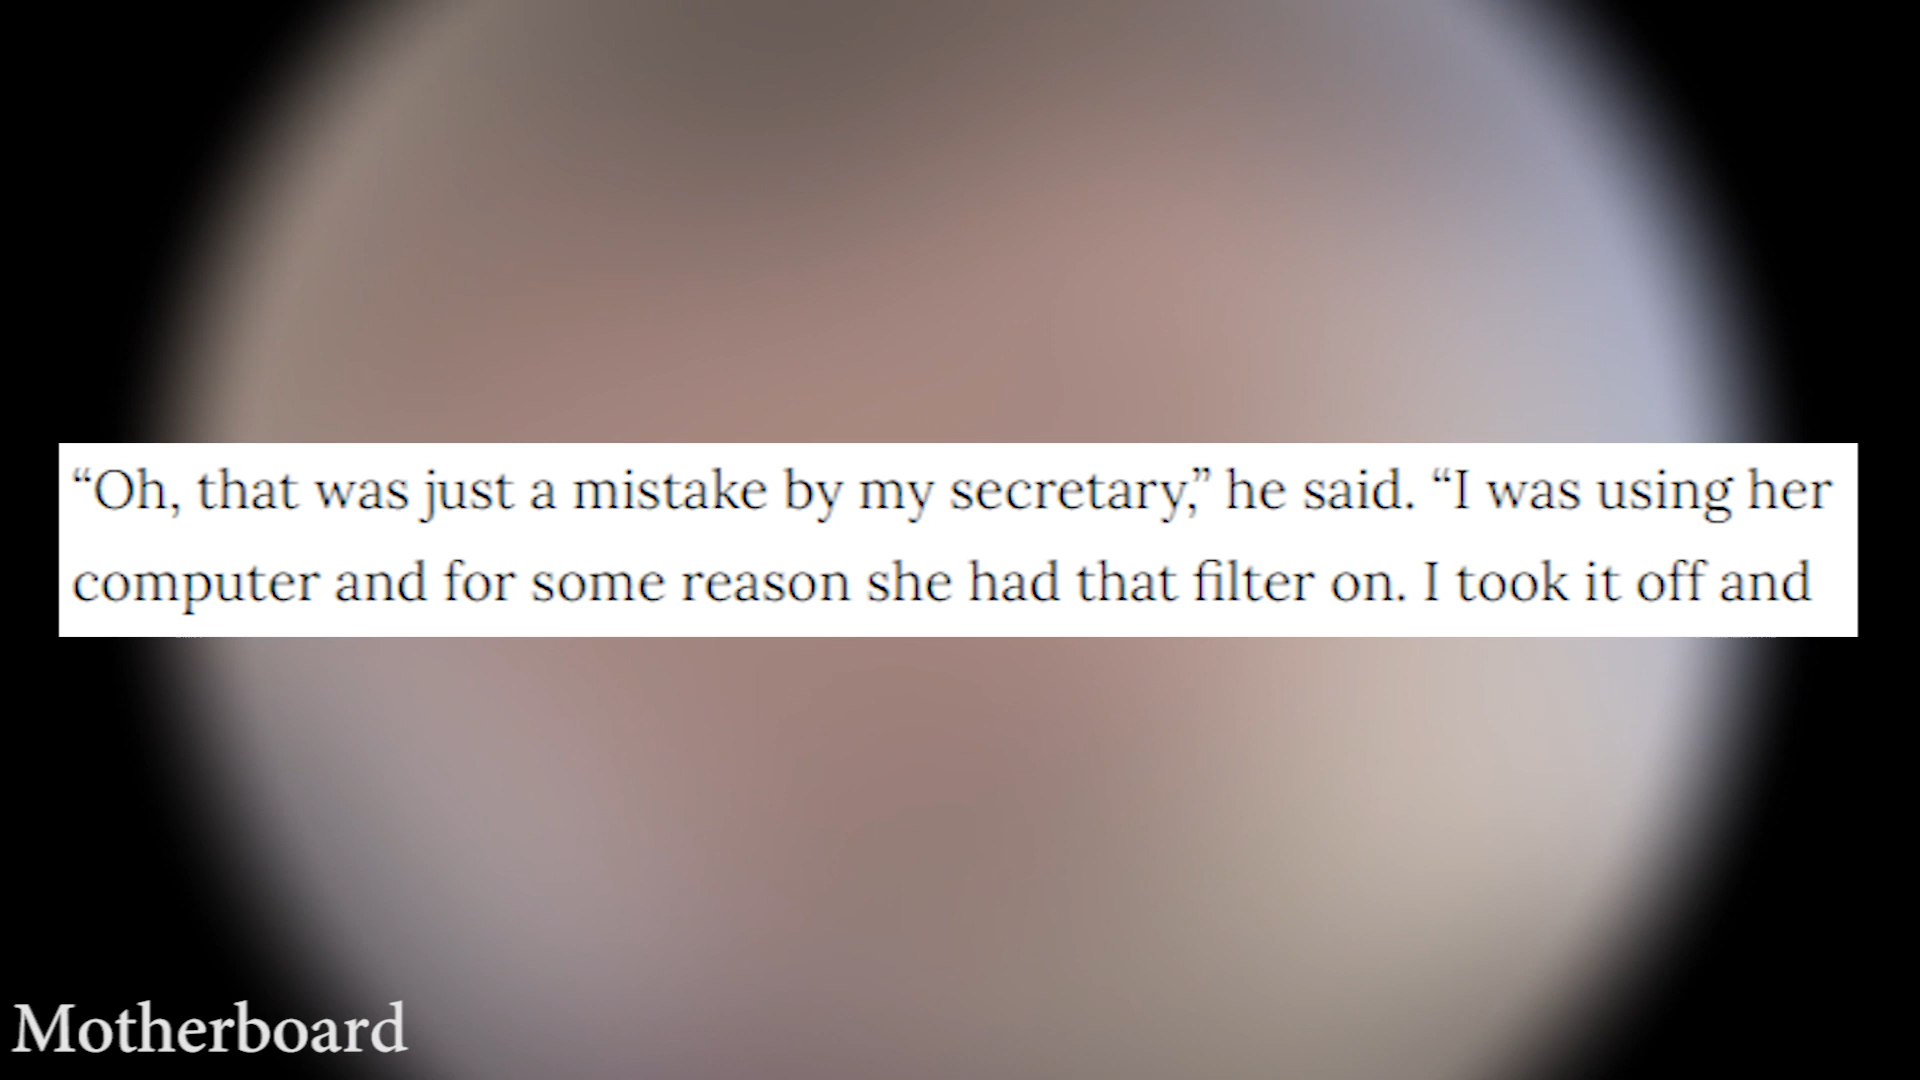 “Oh, that was just a mistake by my secretary,” he said. “I was using her
computer and for some reason she had that filter on. I took it off and
Motherboard